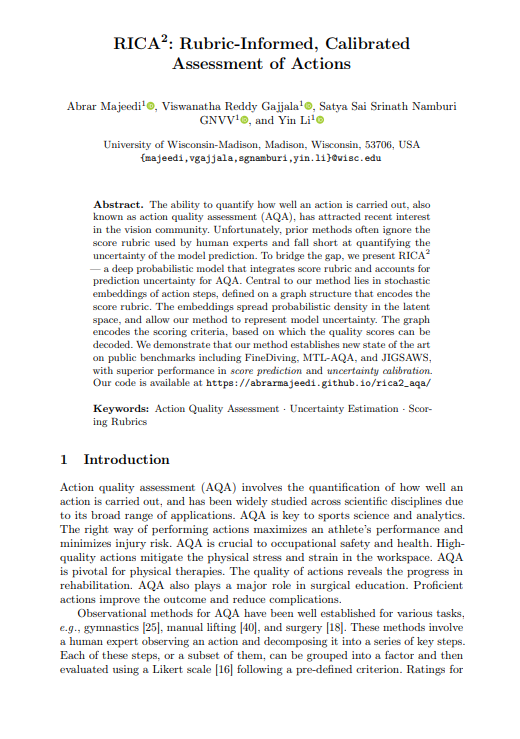 RICA²: Rubric-Informed, Calibrated
Assessment of Actions
Abrar Majeedi¹, Viswanatha Reddy Gajjala¹, Satya Sai Srinath Namburi
GNVV¹, and Yin Li¹
University of Wisconsin-Madison, Madison, Wisconsin, 53706, USA
{majeedi,vgajjala,sgnamburi,yin.li}@wisc.edu
Abstract. The ability to quantify how well an action is carried out, also
known as action quality assessment (AQA), has attracted recent interest
in the vision community. Unfortunately, prior methods often ignore the
score rubric used by human experts and fall short at quantifying the
uncertainty of the model prediction. To bridge the gap, we present RICA²
— a deep probabilistic model that integrates score rubric and accounts for
prediction uncertainty for AQA. Central to our method lies in stochastic
embeddings of action steps, defined on a graph structure that encodes the
score rubric. The embeddings spread probabilistic density in the latent
space, and allow our method to represent model uncertainty. The graph
encodes the scoring criteria, based on which the quality scores can be
decoded. We demonstrate that our method establishes new state of the art
on public benchmarks including FineDiving, MTL-AQA, and JIGSAWS,
with superior performance in score prediction and uncertainty calibration.
Our code is available at https://abrarmajeedi.github.io/rica2_aqa/
Keywords: Action Quality Assessment · Uncertainty Estimation · Scor-
ing Rubrics
1 Introduction
Action quality assessment (AQA) involves the quantification of how well an
action is carried out, and has been widely studied across scientific disciplines due
to its broad range of applications. AQA is key to sports science and analytics.
The right way of performing actions maximizes an athlete's performance and
minimizes injury risk. AQA is crucial to occupational safety and health. High-
quality actions mitigate the physical stress and strain in the workspace. AQA
is pivotal for physical therapies. The quality of actions reveals the progress in
rehabilitation. AQA also plays a major role in surgical education. Proficient
actions improve the outcome and reduce complications.
Observational methods for AQA have been well established for various tasks,
e.g., gymnastics [25], manual lifting [40], and surgery [18]. These methods involve
a human expert observing an action and decomposing it into a series of key steps.
Each of these steps, or a subset of them, can be grouped into a factor and then
evaluated using a Likert scale [16] following a pre-defined criterion. Ratings for